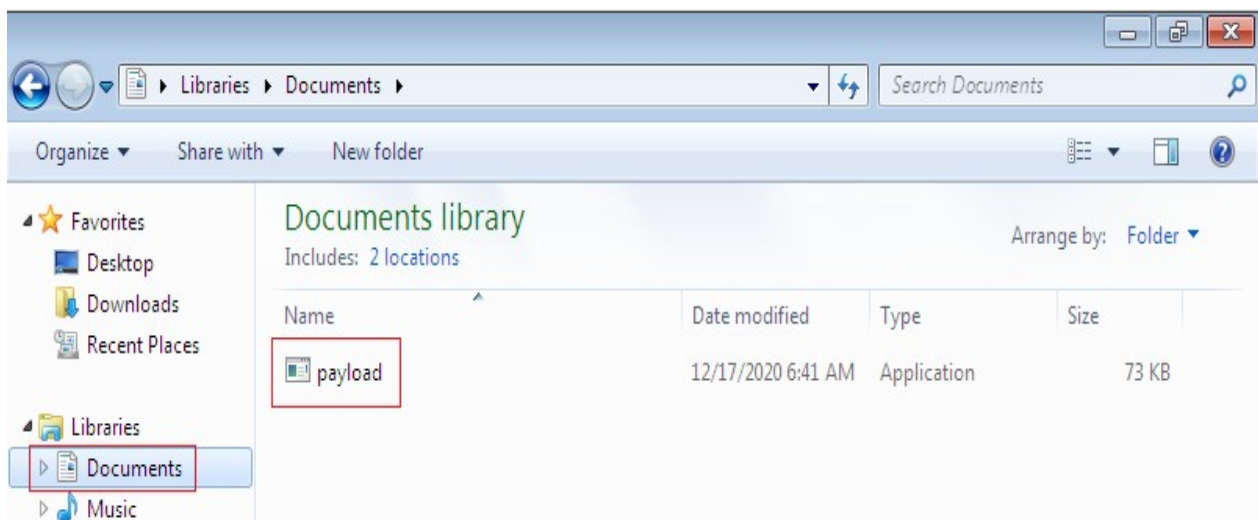 Libraries Documents Search Documents
Organize Share with New folder
Favorites
Desktop
Downloads
Recent Places
Libraries
Documents
Music
Documents library
Includes: 2 locations
Arrange by: Folder
Name Date modified Type Size
payload 12/17/2020 6:41 AM Application 73 KB